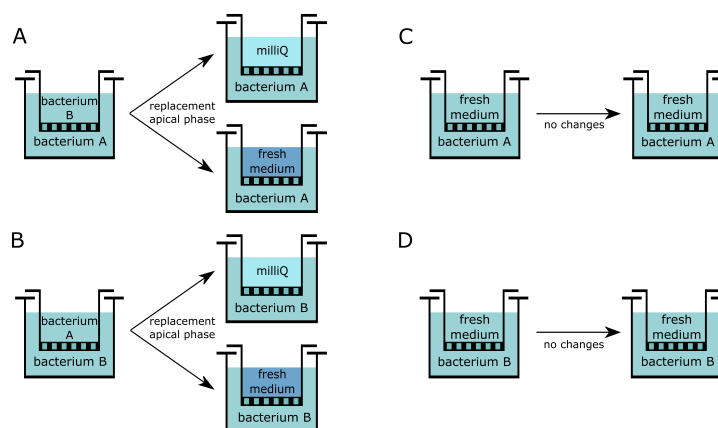 A
bacterium
B
bacterium A
replacement
apical phase
milliQ
bacterium A
fresh
medium
bacterium A
B
bacterium
A
bacterium B
replacement
apical phase
milliQ
bacterium B
fresh
medium
bacterium B
C
fresh
medium
bacterium A
no changes
fresh
medium
bacterium A
D
fresh
medium
bacterium B
no changes
fresh
medium
bacterium B